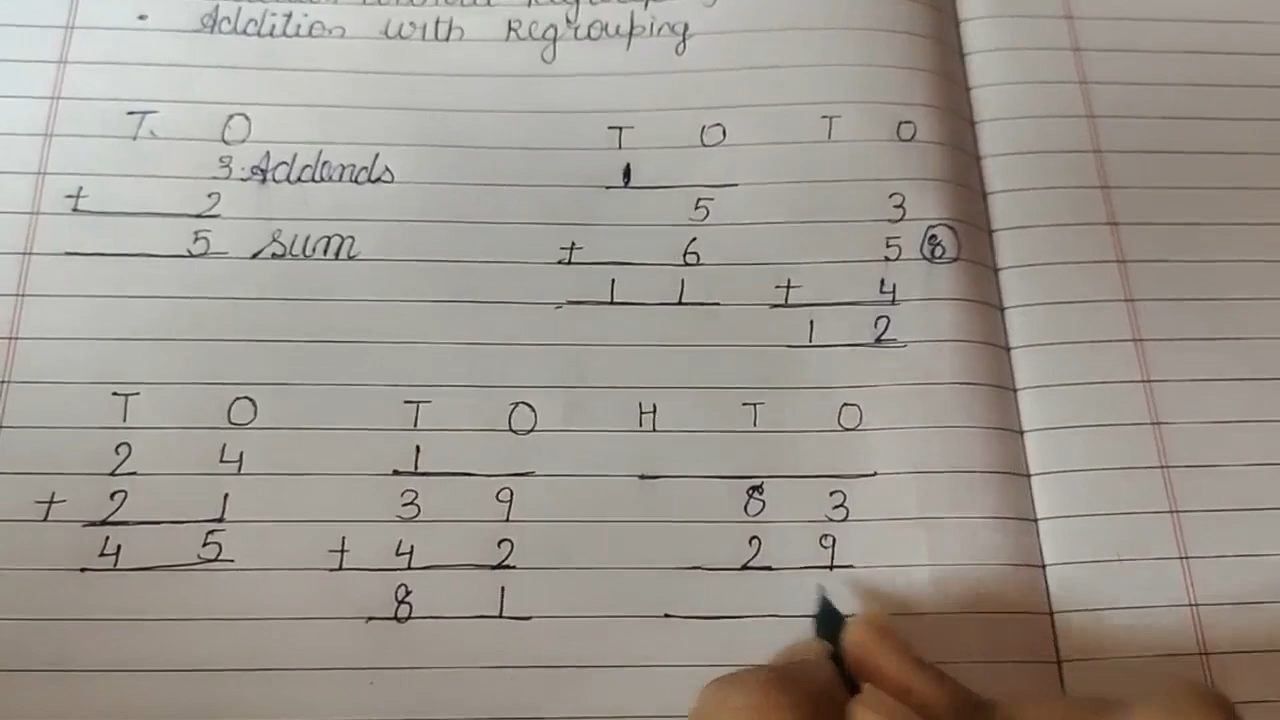 • Addition with Regrouping
T. O
3 Addends
+ 2
5 sum
T O
1
5
+ 6
1 1
T O
3
5 8
+ 4
1 2
T O
2 4
+ 2 1
4 5
T O
1
3 9
+ 4 2
8 1
H T O
8 3
2 9